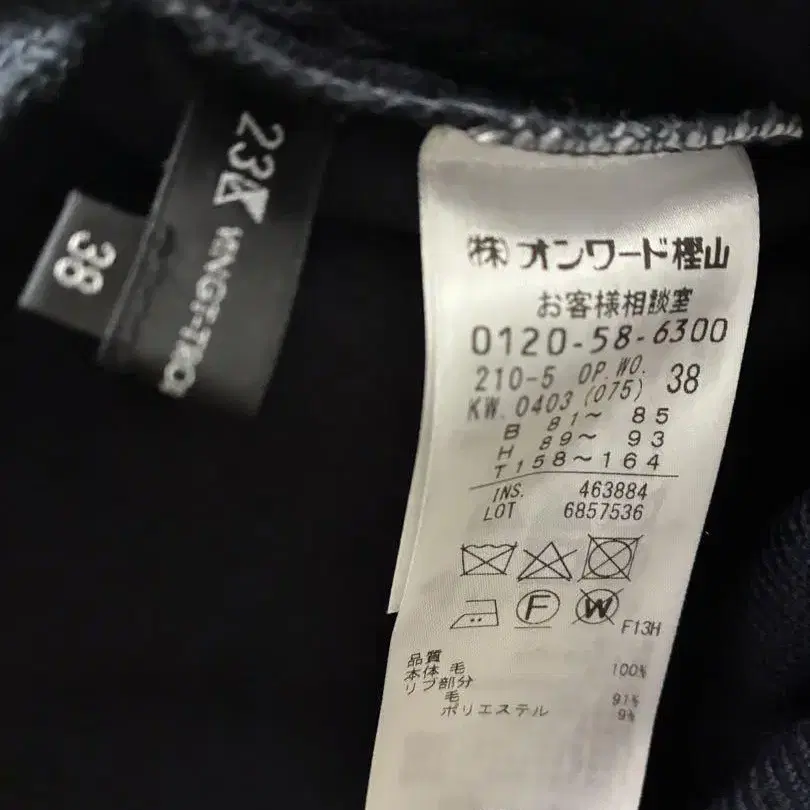 23区
KNGT-TRCK
38
(株)オンワード樫山
お客様相談室
0120-58-6300
210-5 OP.WO. 38
KW.0403(075)
B 81～ 85
H 89～ 93
T158～164
INS. 463884
LOT 6857536
F
W
F13H
品質
本体 毛 100%
リブ部分
毛 91%
ポリエステル 9%